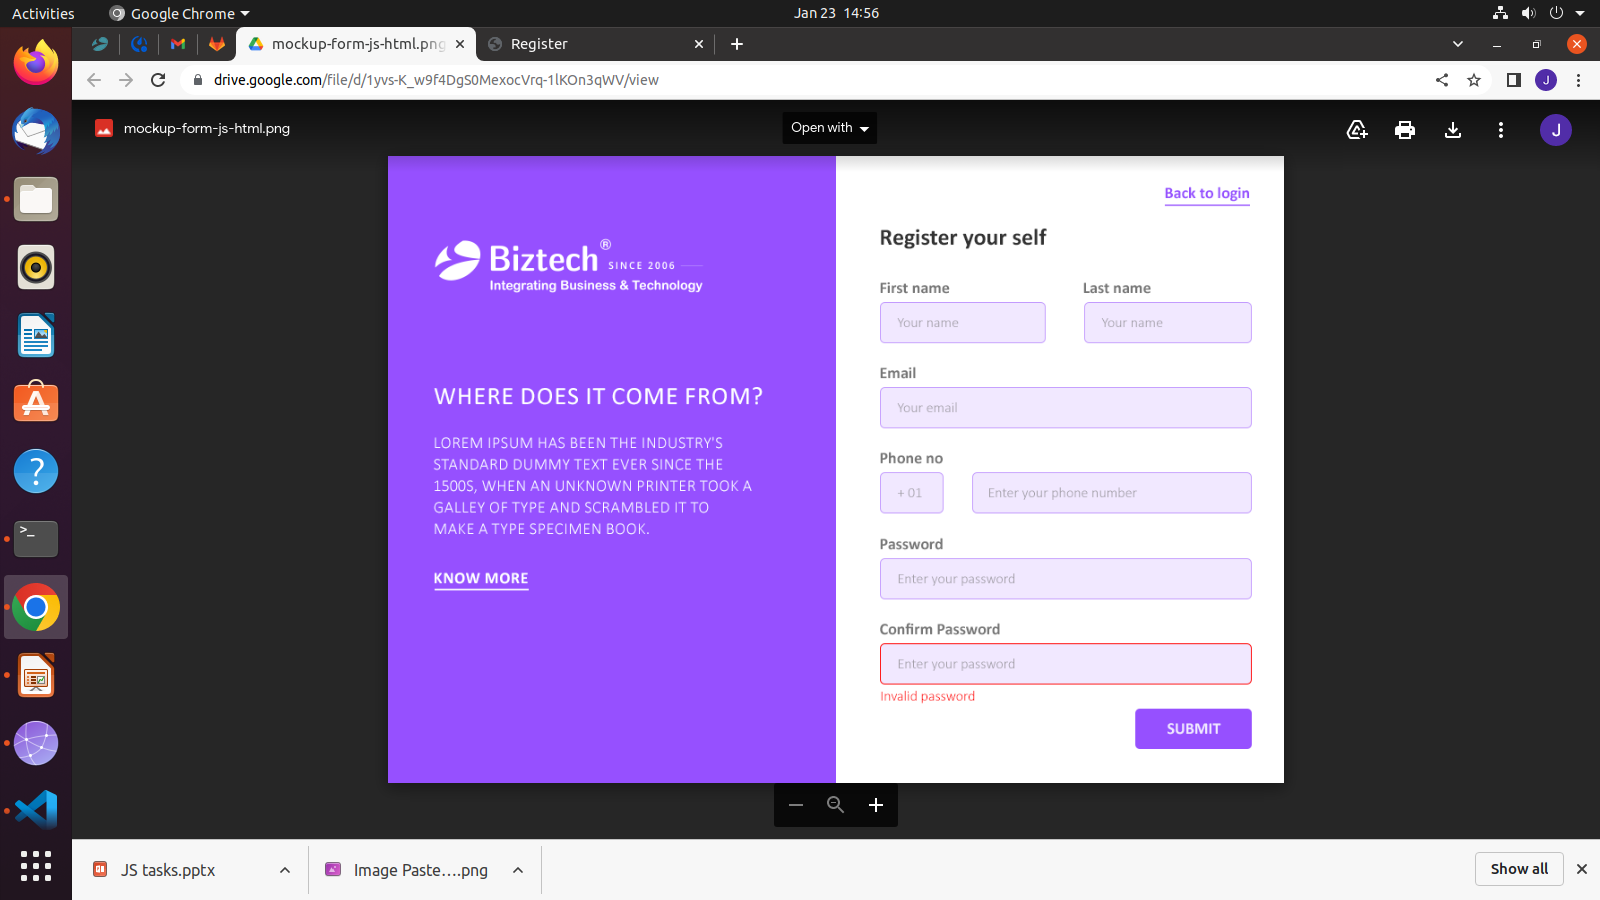 Activities
Google Chrome
Jan 23 14:56
mockup-form-js-html.png
Register
drive.google.com/file/d/1yvs-K_w9f4DgS0MexocVrq-1lKOn3qWV/view
J
mockup-form-js-html.png
Open with
J
Biztech®
SINCE 2006
Integrating Business & Technology
WHERE DOES IT COME FROM?
LOREM IPSUM HAS BEEN THE INDUSTRY'S
STANDARD DUMMY TEXT EVER SINCE THE
1500S, WHEN AN UNKNOWN PRINTER TOOK A
GALLEY OF TYPE AND SCRAMBLED IT TO
MAKE A TYPE SPECIMEN BOOK.
KNOW MORE
Back to login
Register your self
First name
Last name
Your name
Your name
Email
Your email
Phone no
+ 01
Enter your phone number
Password
Enter your password
Confirm Password
Enter your password
Invalid password
SUBMIT
JS tasks.pptx
Image Paste....png
Show all